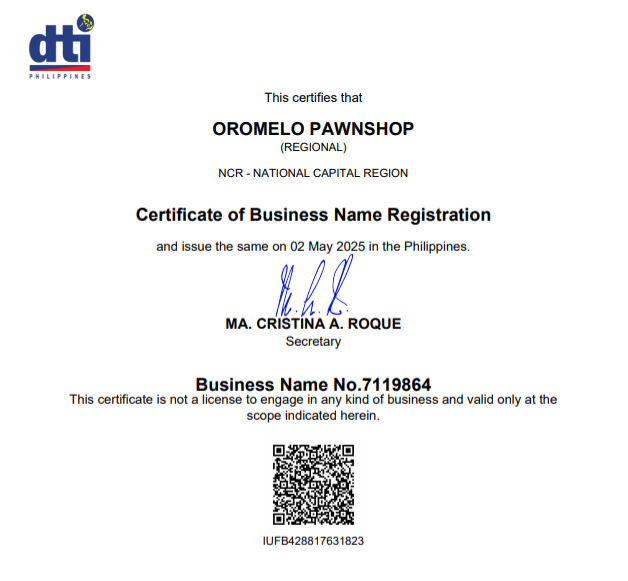 dti
PHILIPPINES
This certifies that
OROMELO PAWNSHOP
(REGIONAL)
NCR - NATIONAL CAPITAL REGION
Certificate of Business Name Registration
and issue the same on 02 May 2025 in the Philippines.
MA. CRISTINA A. ROQUE
Secretary
Business Name No.7119864
This certificate is not a license to engage in any kind of business and valid only at the
scope indicated herein.
IUFB428817631823